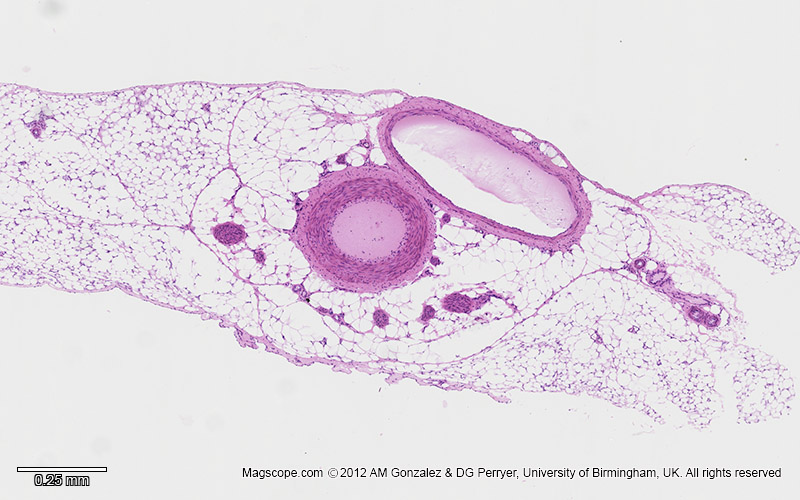 Magscope.com ©2012 AM Gonzalez & DG Perryer, University of Birmingham, UK. All rights reserved
0.25 mm